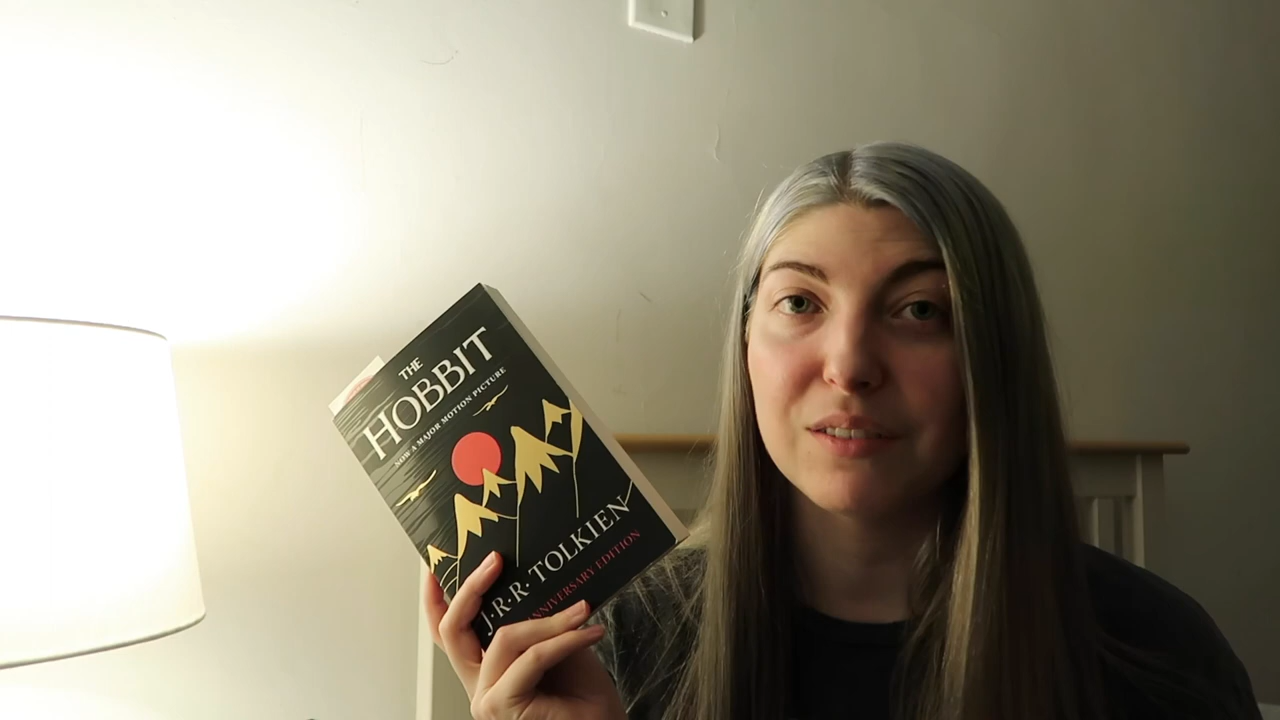 THE
HOBBIT
NOW A MAJOR MOTION PICTURE
J·R·R·TOLKIEN
ANNIVERSARY EDITION